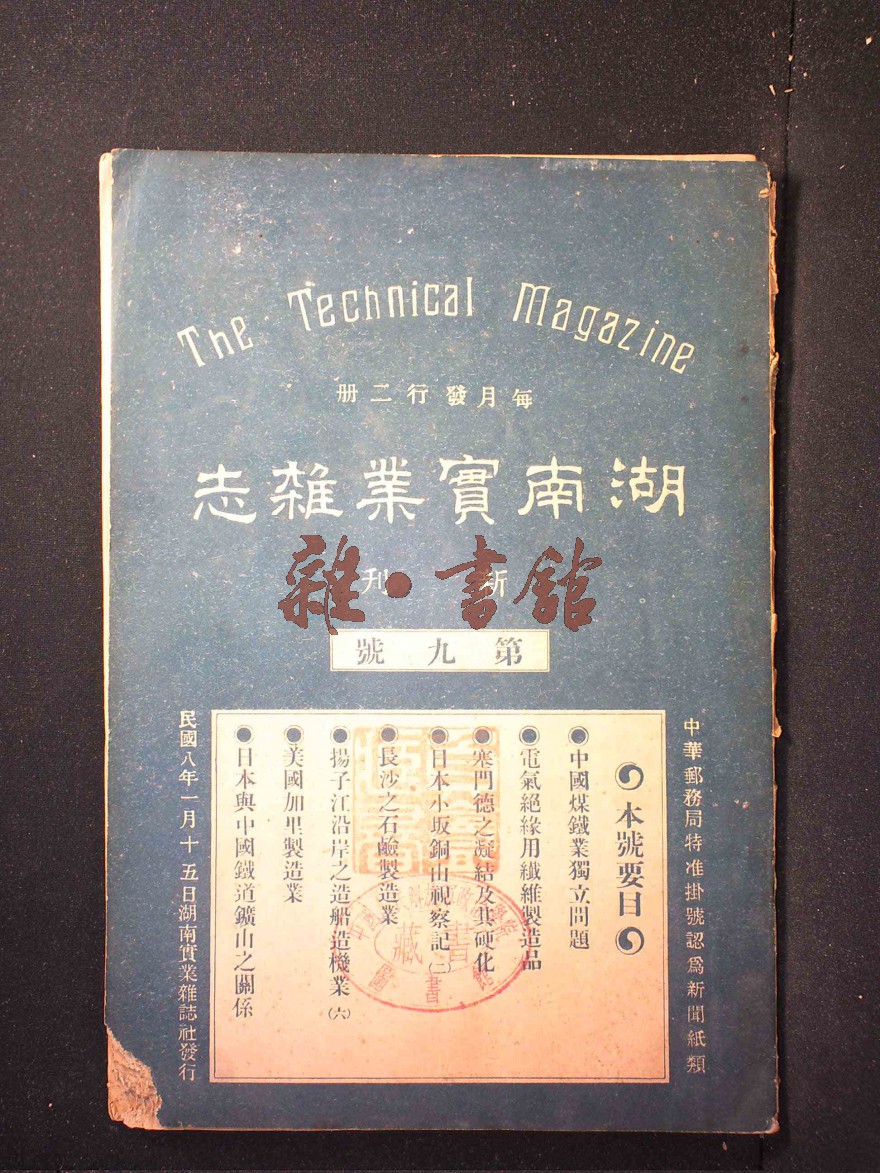 The Technical Magazine
每月發行二册
湖南實業雜志
新刊
雜·書館
第九號
中華郵務局特准掛號認爲新聞紙類
本號要目
●中國煤鐵業獨立問題
●電氣絕緣用纖維製造品
●塞門德之凝結及其硬化
●日本小坂銅山視察記(二)
●長沙之石鹼製造業
●揚子江沿岸之造船造機業(六)
●美國加里製造業
●日本與中國鐵道鑛山之關係
民國八年一月十五日湖南實業雜誌社發行
藏書